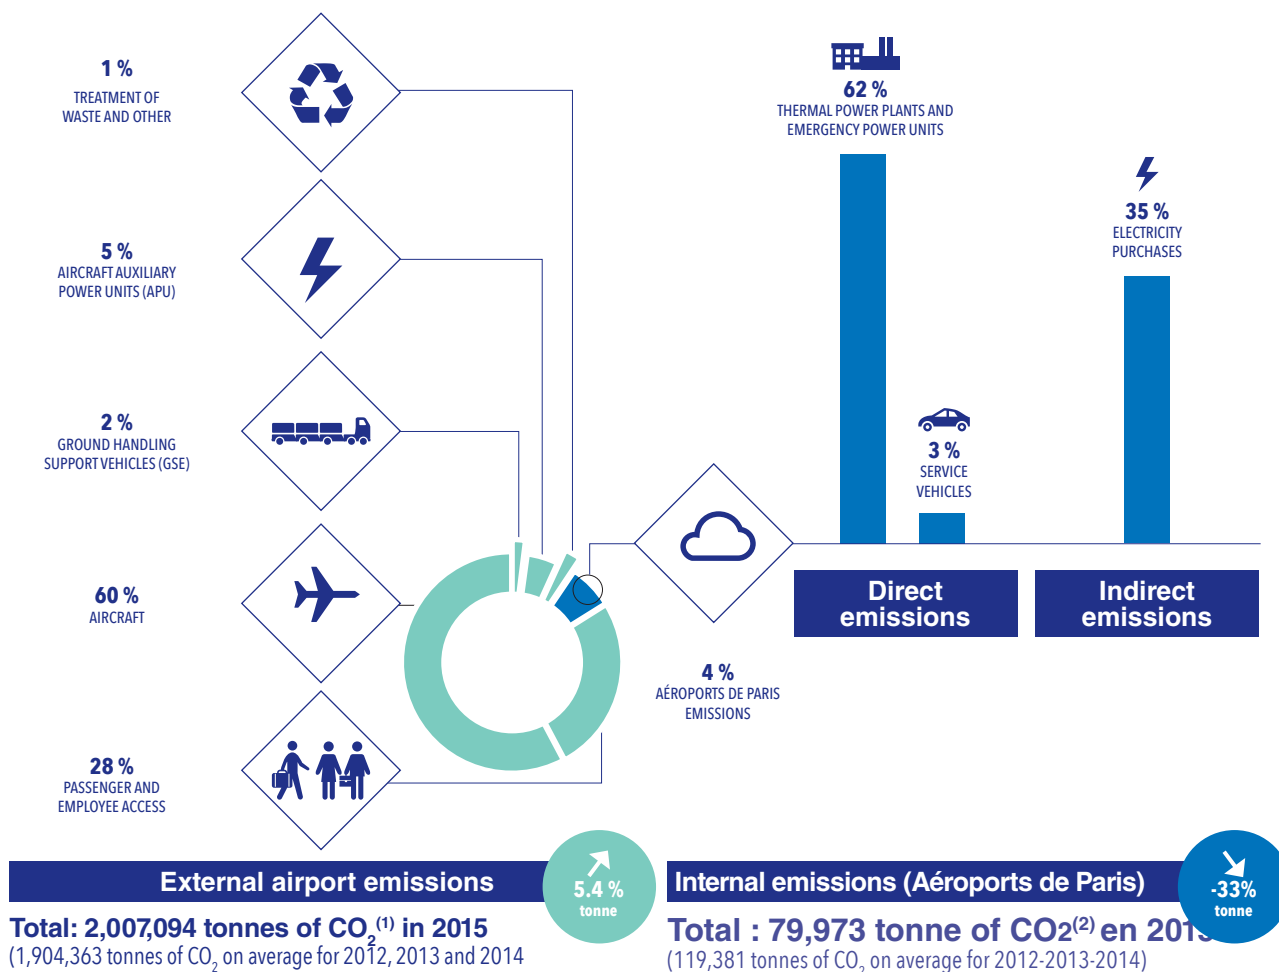 1 %
TREATMENT OF
WASTE AND OTHER
5 %
AIRCRAFT AUXILIARY
POWER UNITS (APU)
2 %
GROUND HANDLING
SUPPORT VEHICLES (GSE)
60 %
AIRCRAFT
28 %
PASSENGER AND
EMPLOYEE ACCESS
4 %
AÉROPORTS DE PARIS
EMISSIONS
62 %
THERMAL POWER PLANTS AND
EMERGENCY POWER UNITS
3 %
SERVICE
VEHICLES
35 %
ELECTRICITY
PURCHASES
Direct
emissions
Indirect
emissions
External airport emissions
5.4 %
tonne
Total: 2,007,094 tonnes of CO₂⁽¹⁾ in 2015
(1,904,363 tonnes of CO₂ on average for 2012, 2013 and 2014
Internal emissions (Aéroports de Paris)
-33%
tonne
Total : 79,973 tonne of CO2⁽²⁾ en 2015
(119,381 tonnes of CO₂ on average for 2012-2013-2014)